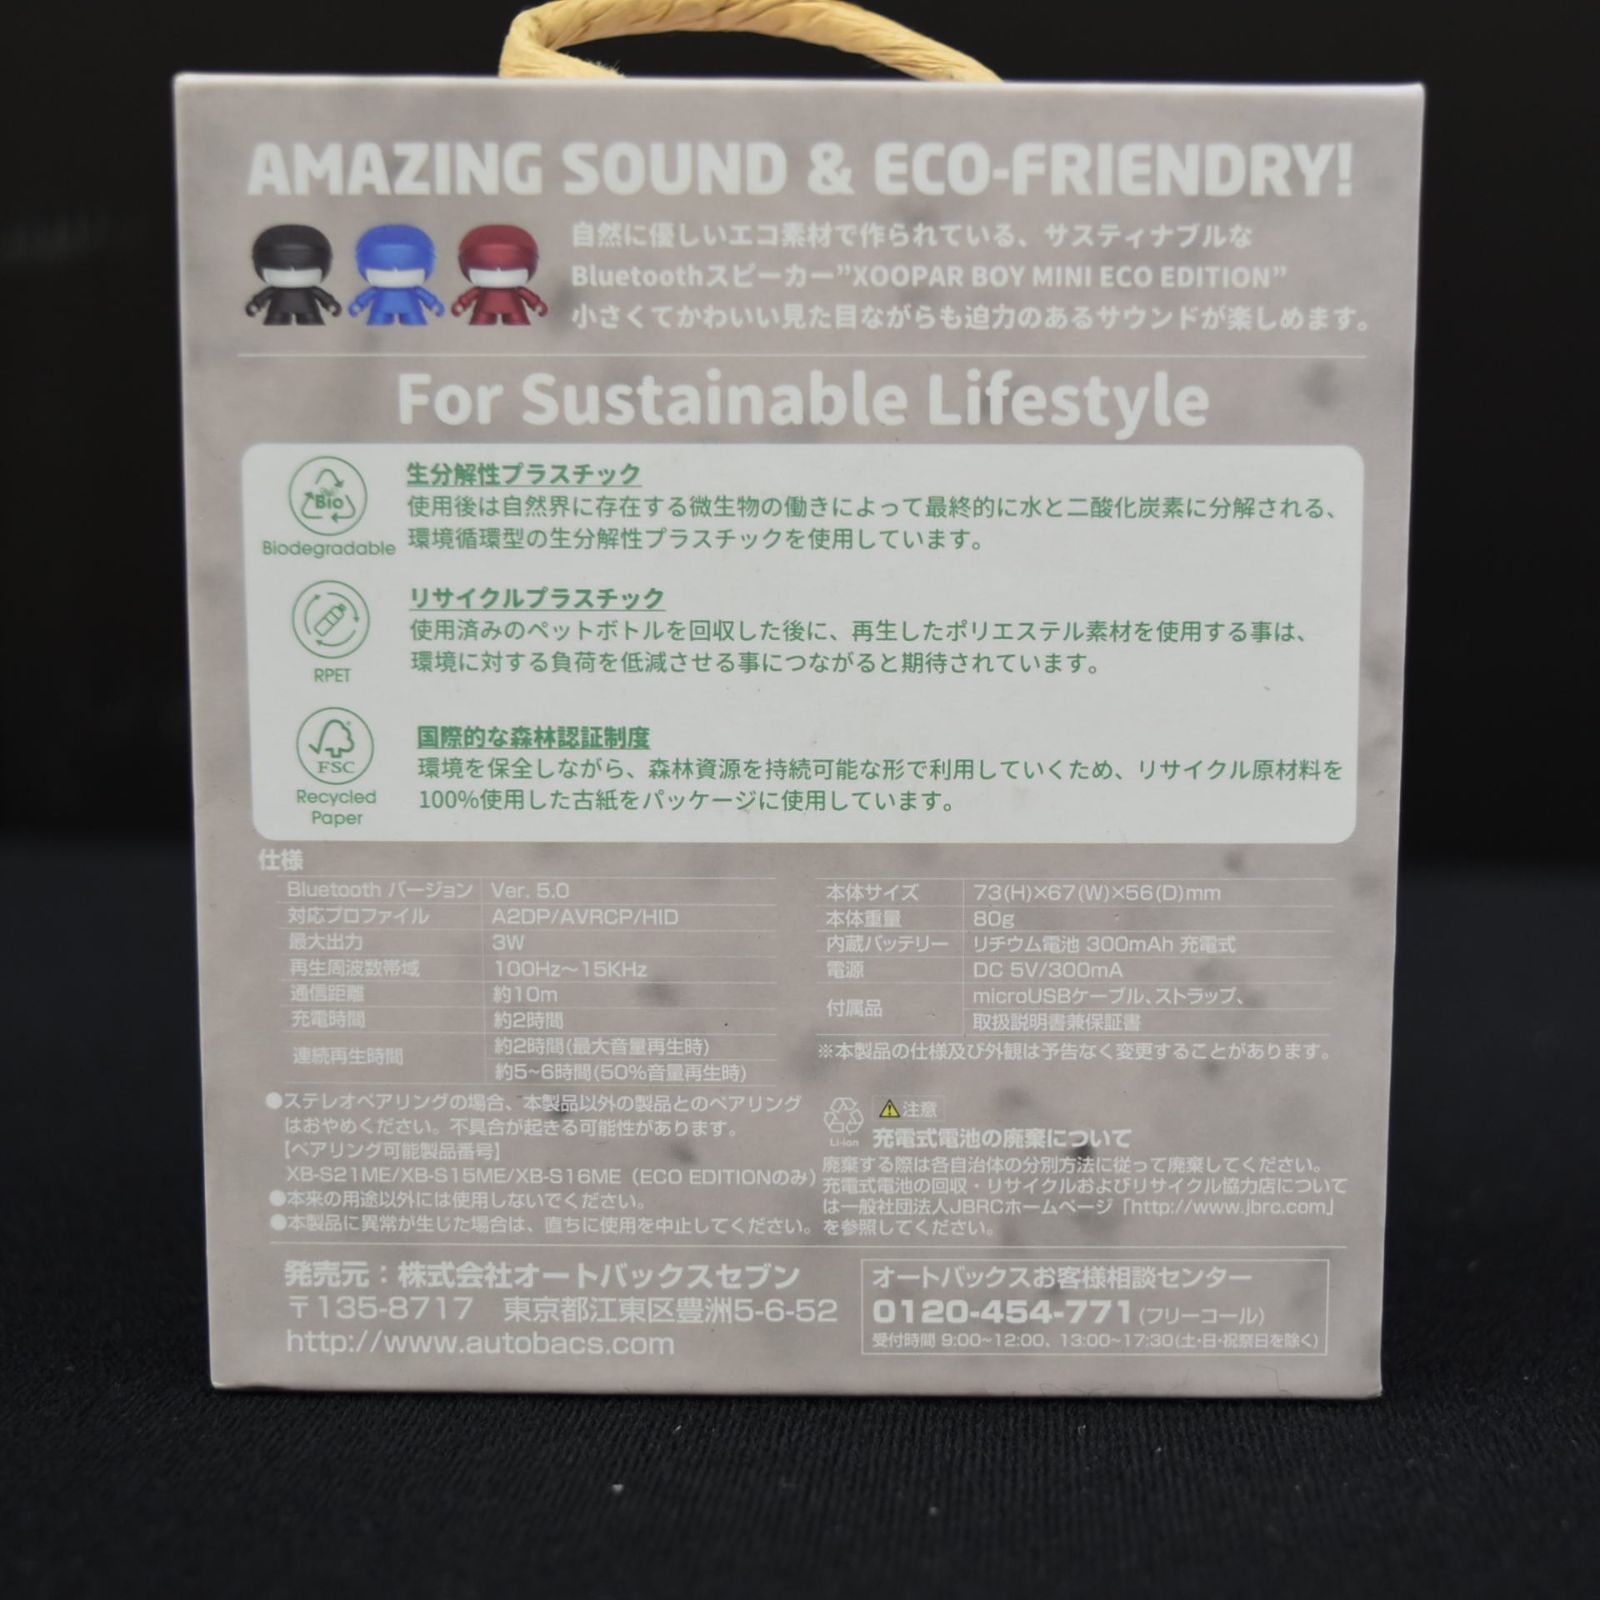 AMAZING SOUND & ECO-FRIENDRY!
自然に優しいエコ素材で作られている、サスティナブルな
Bluetoothスピーカー”XOOPAR BOY MINI ECO EDITION”
小さくてかわいい見た目ながらも迫力のあるサウンドが楽しめます。
For Sustainable Lifestyle
Bio
Biodegradable
生分解性プラスチック
使用後は自然界に存在する微生物の働きによって最終的に水と二酸化炭素に分解される、
環境循環型の生分解性プラスチックを使用しています。
RPET
リサイクルプラスチック
使用済みのペットボトルを回収した後に、再生したポリエステル素材を使用する事は、
環境に対する負荷を低減させる事につながると期待されています。
FSC
Recycled
Paper
国際的な森林認証制度
環境を保全しながら、森林資源を持続可能な形で利用していくため、リサイクル原材料を
100%使用した古紙をパッケージに使用しています。
仕様
Bluetooth バージョン Ver. 5.0
対応プロファイル A2DP/AVRCP/HID
最大出力 3W
再生周波数帯域 100Hz～15KHz
通信距離 約10m
充電時間 約2時間
連続再生時間 約2時間(最大音量再生時)
約5~6時間(50%音量再生時)
本体サイズ 73(H)×67(W)×56(D)mm
本体重量 80g
内蔵バッテリー リチウム電池 300mAh 充電式
電源 DC 5V/300mA
付属品 microUSBケーブル、ストラップ、
取扱説明書兼保証書
※本製品の仕様及び外観は予告なく変更することがあります。
●ステレオペアリングの場合、本製品以外の製品とのペアリング
はおやめください。不具合が起きる可能性があります。
【ペアリング可能製品番号】
XB-S21ME/XB-S15ME/XB-S16ME（ECO EDITIONのみ）
●本来の用途以外には使用しないでください。
●本製品に異常が生じた場合は、直ちに使用を中止してください。
Li-ion
注意
充電式電池の廃棄について
廃棄する際は各自治体の分別方法に従って廃棄してください。
充電式電池の回収・リサイクルおよびリサイクル協力店について
は一般社団法人JBRCホームページ「http://www.jbrc.com」
を参照してください。
発売元：株式会社オートバックスセブン
〒135-8717 東京都江東区豊洲5-6-52
http://www.autobacs.com
オートバックスお客様相談センター
0120-454-771(フリーコール)
受付時間 9:00~12:00、13:00~17:30(土・日・祝祭日を除く)